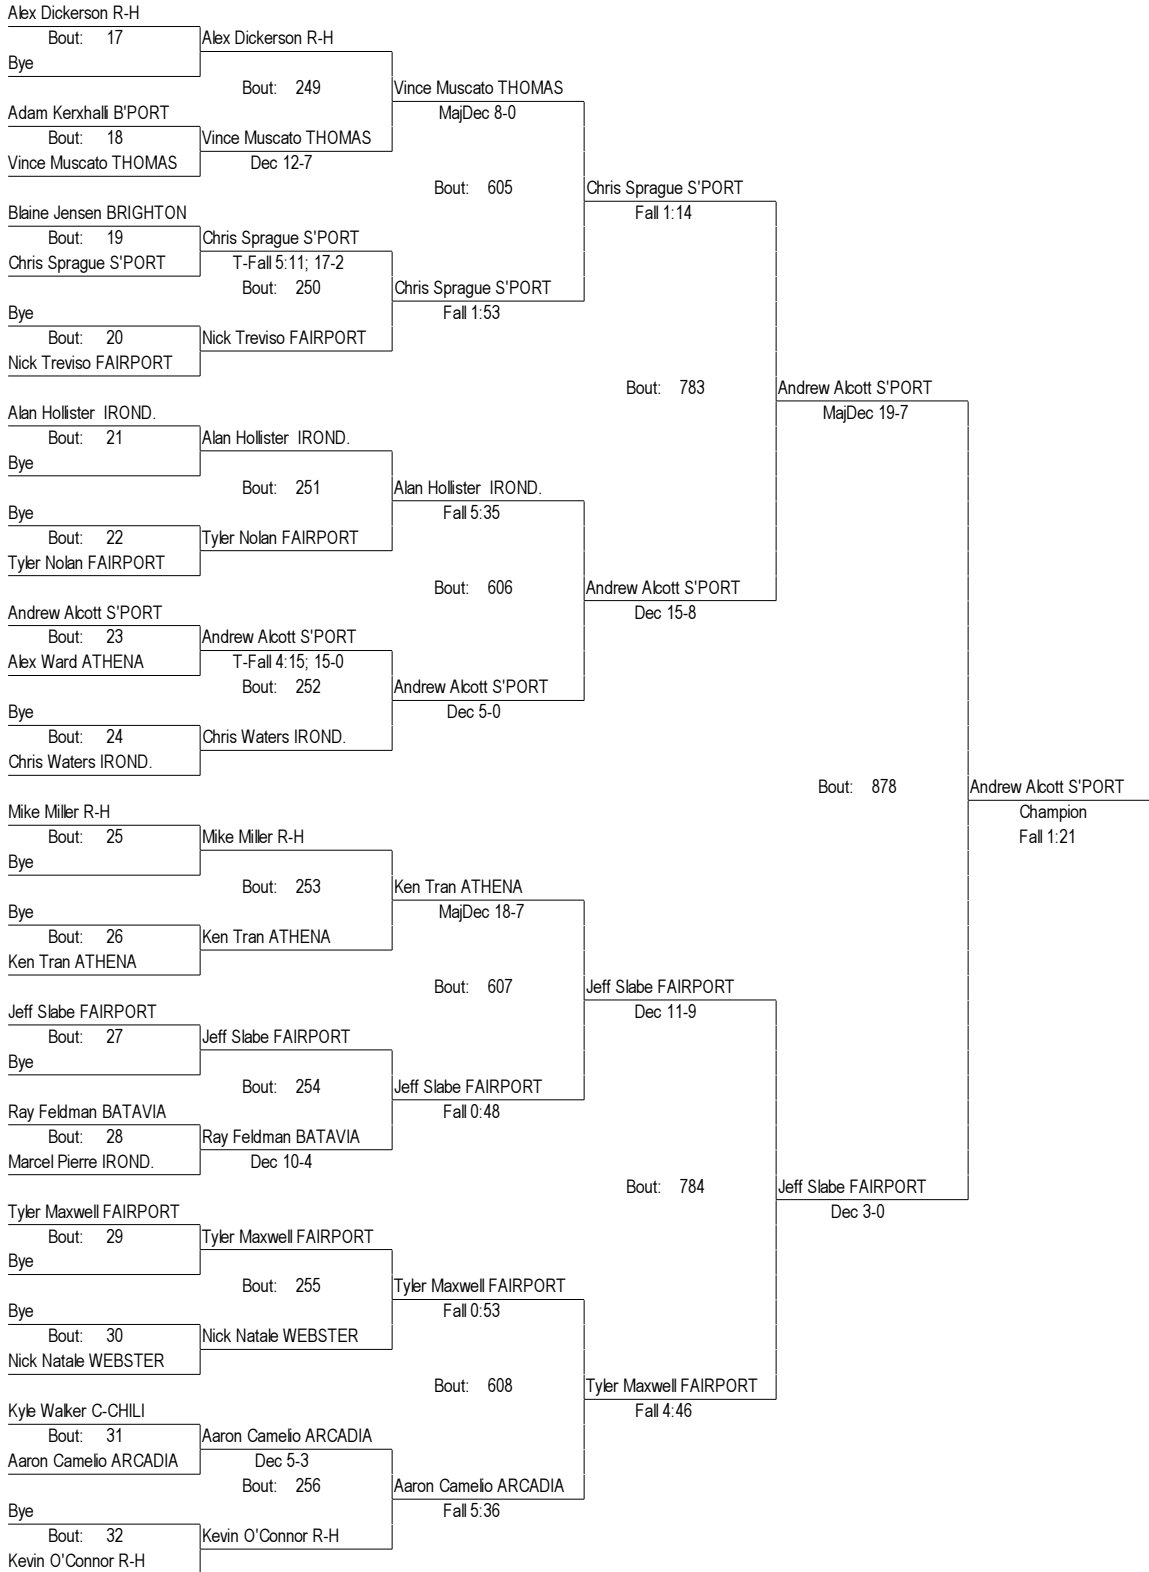 Alex Dickerson R-H
Bout: 17
Alex Dickerson R-H
Bye
Bout: 249
Vince Muscato THOMAS
Adam Kerxhalli B'PORT
MajDec 8-0
Bout: 18
Vince Muscato THOMAS
Vince Muscato THOMAS
Dec 12-7
Bout: 605
Chris Sprague S'PORT
Blaine Jensen BRIGHTON
Fall 1:14
Bout: 19
Chris Sprague S'PORT
Chris Sprague S'PORT
T-Fall 5:11; 17-2
Bout: 250
Chris Sprague S'PORT
Bye
Fall 1:53
Bout: 20
Nick Treviso FAIRPORT
Nick Treviso FAIRPORT
Bout: 783
Andrew Alcott S'PORT
Alan Hollister IROND.
MajDec 19-7
Bout: 21
Alan Hollister IROND.
Bye
Bout: 251
Alan Hollister IROND.
Bye
Fall 5:35
Bout: 22
Tyler Nolan FAIRPORT
Tyler Nolan FAIRPORT
Bout: 606
Andrew Alcott S'PORT
Andrew Alcott S'PORT
Dec 15-8
Bout: 23
Andrew Alcott S'PORT
Alex Ward ATHENA
T-Fall 4:15; 15-0
Bout: 252
Andrew Alcott S'PORT
Bye
Dec 5-0
Bout: 24
Chris Waters IROND.
Chris Waters IROND.
Bout: 878
Andrew Alcott S'PORT
Mike Miller R-H
Champion
Bout: 25
Mike Miller R-H
Fall 1:21
Bye
Bout: 253
Ken Tran ATHENA
Bye
MajDec 18-7
Bout: 26
Ken Tran ATHENA
Ken Tran ATHENA
Bout: 607
Jeff Slabe FAIRPORT
Jeff Slabe FAIRPORT
Dec 11-9
Bout: 27
Jeff Slabe FAIRPORT
Bye
Bout: 254
Jeff Slabe FAIRPORT
Ray Feldman BATAVIA
Fall 0:48
Bout: 28
Ray Feldman BATAVIA
Marcel Pierre IROND.
Dec 10-4
Bout: 784
Jeff Slabe FAIRPORT
Tyler Maxwell FAIRPORT
Dec 3-0
Bout: 29
Tyler Maxwell FAIRPORT
Bye
Bout: 255
Tyler Maxwell FAIRPORT
Bye
Fall 0:53
Bout: 30
Nick Natale WEBSTER
Nick Natale WEBSTER
Bout: 608
Tyler Maxwell FAIRPORT
Kyle Walker C-CHILI
Fall 4:46
Bout: 31
Aaron Camelio ARCADIA
Aaron Camelio ARCADIA
Dec 5-3
Bout: 256
Aaron Camelio ARCADIA
Bye
Fall 5:36
Bout: 32
Kevin O'Connor R-H
Kevin O'Connor R-H